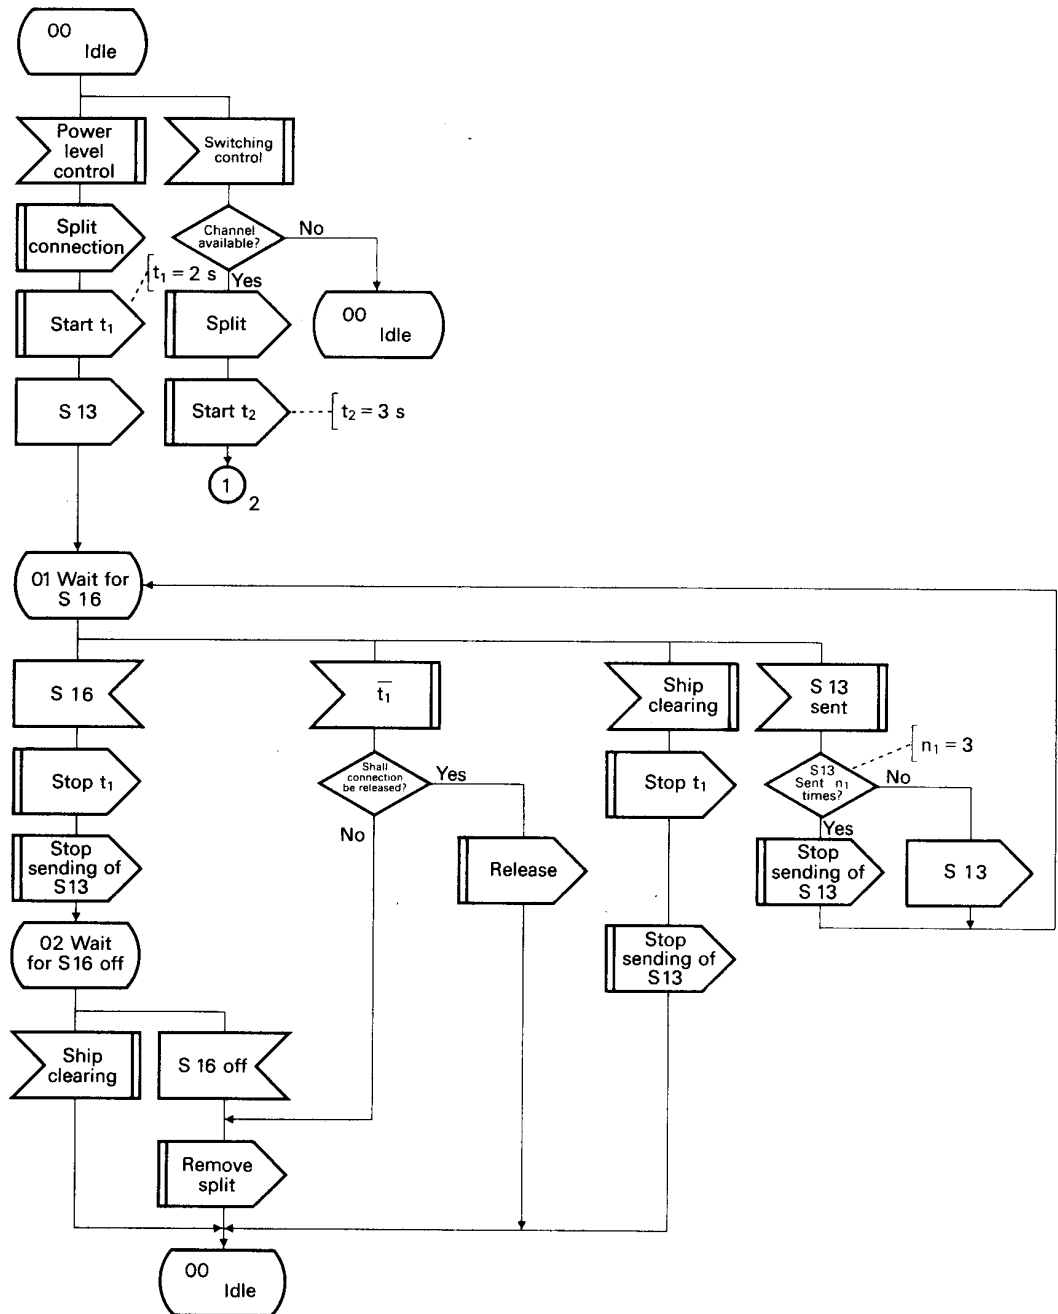 00
Idle
Power
level
control
Switching
control
Split
connection
Channel
available?
No
Yes
t₁ = 2 s
Start t₁
Split
00
Idle
S 13
Start t₂
t₂ = 3 s
1
2
01 Wait for
S 16
S 16
t̅₁
Ship
clearing
S 13
sent
n₁ = 3
Stop t₁
Shall
connection
be released?
Yes
No
Stop t₁
S13
Sent n₁
times?
No
Yes
Stop
sending of
S13
Release
Stop
sending of
S 13
S 13
02 Wait
for S16 off
Stop
sending of
S13
Ship
clearing
S 16 off
Remove
split
00
Idle